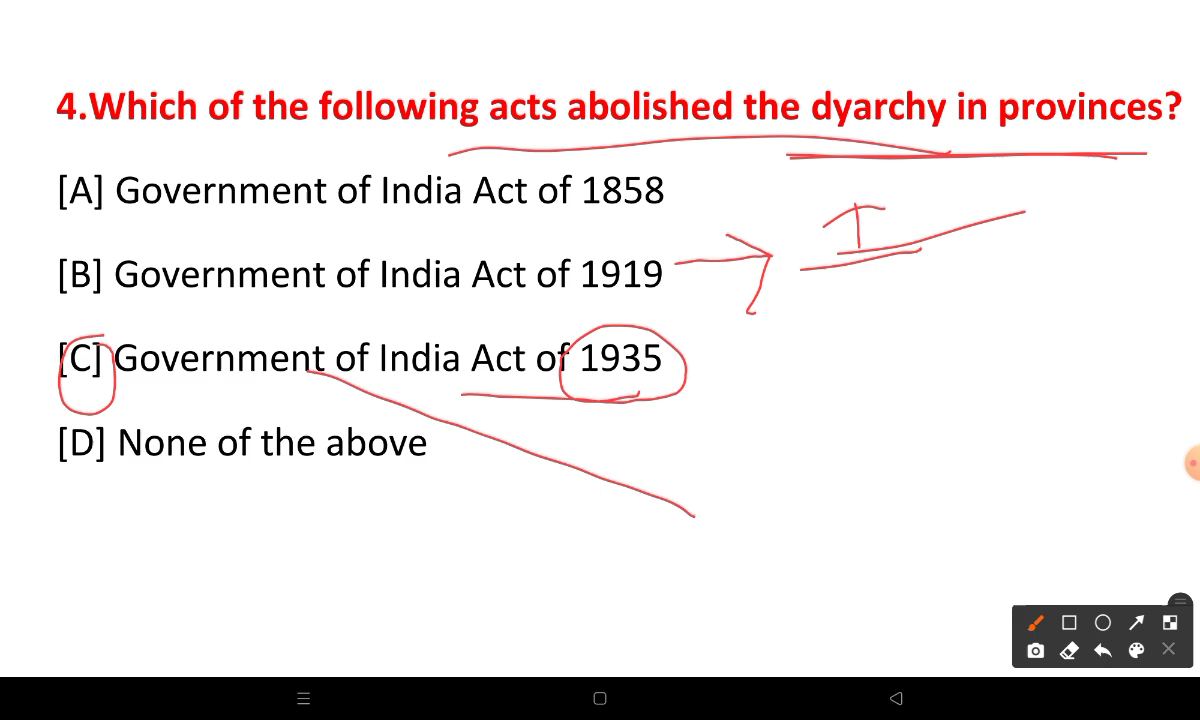 4.Which of the following acts abolished the dyarchy in provinces?
[A] Government of India Act of 1858
[B] Government of India Act of 1919
[C] Government of India Act of 1935
[D] None of the above